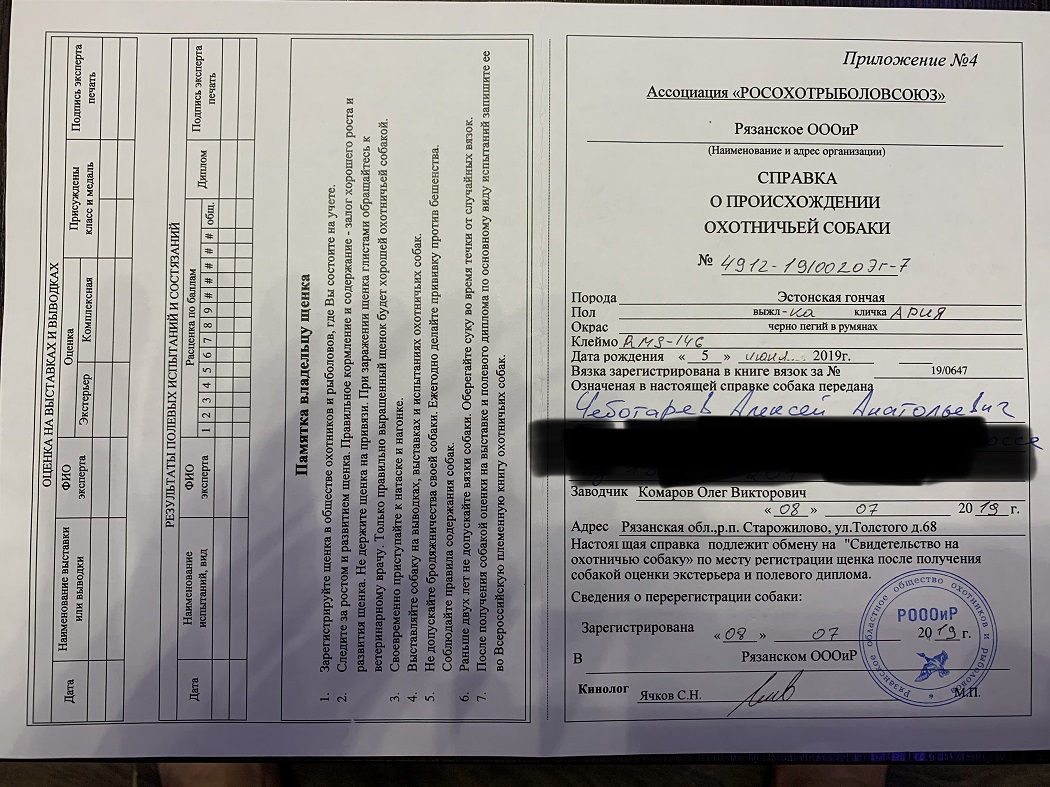 ОЦЕНКА НА ВЫСТАВКАХ И ВЫВОДКАХ
Дата
Наименование выставки или выводки
ФИО эксперта
Оценка
Экстерьер
Комплексная
Присуждены класс и медаль
Подпись эксперта печать
РЕЗУЛЬТАТЫ ПОЛЕВЫХ ИСПЫТАНИЙ И СОСТЯЗАНИЙ
Дата
Наименование испытаний, вид
ФИО эксперта
Расценка по баллам
1 2 3 4 5 6 7 8 9 # # # # # общ.
Диплом
Подпись эксперта печать
Памятка владельцу щенка
1. Зарегистрируйте щенка в обществе охотников и рыболовов, где Вы состоите на учете.
2. Следите за ростом и развитием щенка. Правильное кормление и содержание - залог хорошего роста и
развития щенка. Не держите щенка на привязи. При заражении щенка глистами обращайтесь к
ветеринарному врачу. Только правильно выращенный щенок будет хорошей охотничьей собакой.
3. Своевременно приступайте к натаске и нагонке.
4. Выставляйте собаку на выводках, выставках и испытаниях охотничьих собак.
5. Не допускайте бродяжничества своей собаки. Ежегодно делайте прививку против бешенства.
Соблюдайте правила содержания собак.
6. Раньше двух лет не допускайте вязки собаки. Оберегайте суку во время течки от случайных вязок.
7. После получения собакой оценки на выставке и полевого диплома по основному виду испытаний запишите ее
во Всероссийскую племенную книгу охотничьих собак.
Приложение №4
Ассоциация «РОСОХОТРЫБОЛОВСОЮЗ»
Рязанское ОООиР
(Наименование и адрес организации)
СПРАВКА
О ПРОИСХОЖДЕНИИ
ОХОТНИЧЬЕЙ СОБАКИ
№ 4912-19/0020Эг-7
Порода Эстонская гончая
Пол выжл-ка кличка АРИЯ
Окрас черно пегий в румянах
Клеймо RMS-146
Дата рождения « 5 » 2019г.
Вязка зарегистрирована в книге вязок за № 19/0647
Означеная в настоящей справке собака передана
Чеботарев Алексей Анатольевич
Заводчик Комаров Олег Викторович
« 08 » 07 2019 г.
Адрес Рязанская обл.,р.п. Старожилово, ул.Толстого д.68
Настоящая справка подлежит обмену на "Свидетельство на
охотничью собаку» по месту регистрации щенка после получения
собакой оценки экстерьера и полевого диплома.
Сведения о перерегистрации собаки:
Зарегистрирована « 08 » 07 2019 г.
В Рязанском ОООиР
Кинолог Ячков С.Н.
М.П.
РОООиР
Рязанское областное общество охотников и рыболовов